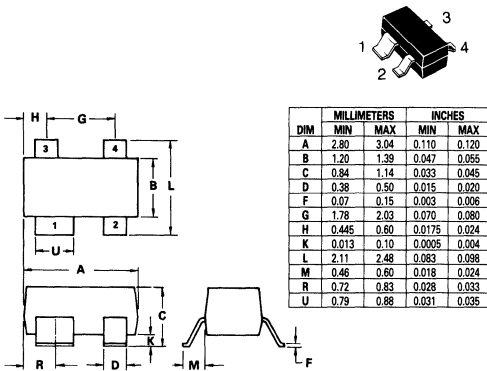 3
1
4
2
H
G
3
4
B
L
1
2
U
A
C
K
R
D
M
F
MILLIMETERS INCHES
DIM MIN MAX MIN MAX
A 2.80 3.04 0.110 0.120
B 1.20 1.39 0.047 0.055
C 0.84 1.14 0.033 0.045
D 0.38 0.50 0.015 0.020
F 0.07 0.15 0.003 0.006
G 1.78 2.03 0.070 0.080
H 0.445 0.60 0.0175 0.024
K 0.013 0.10 0.0005 0.004
L 2.11 2.48 0.083 0.098
M 0.46 0.60 0.018 0.024
R 0.72 0.83 0.028 0.033
U 0.79 0.88 0.031 0.035